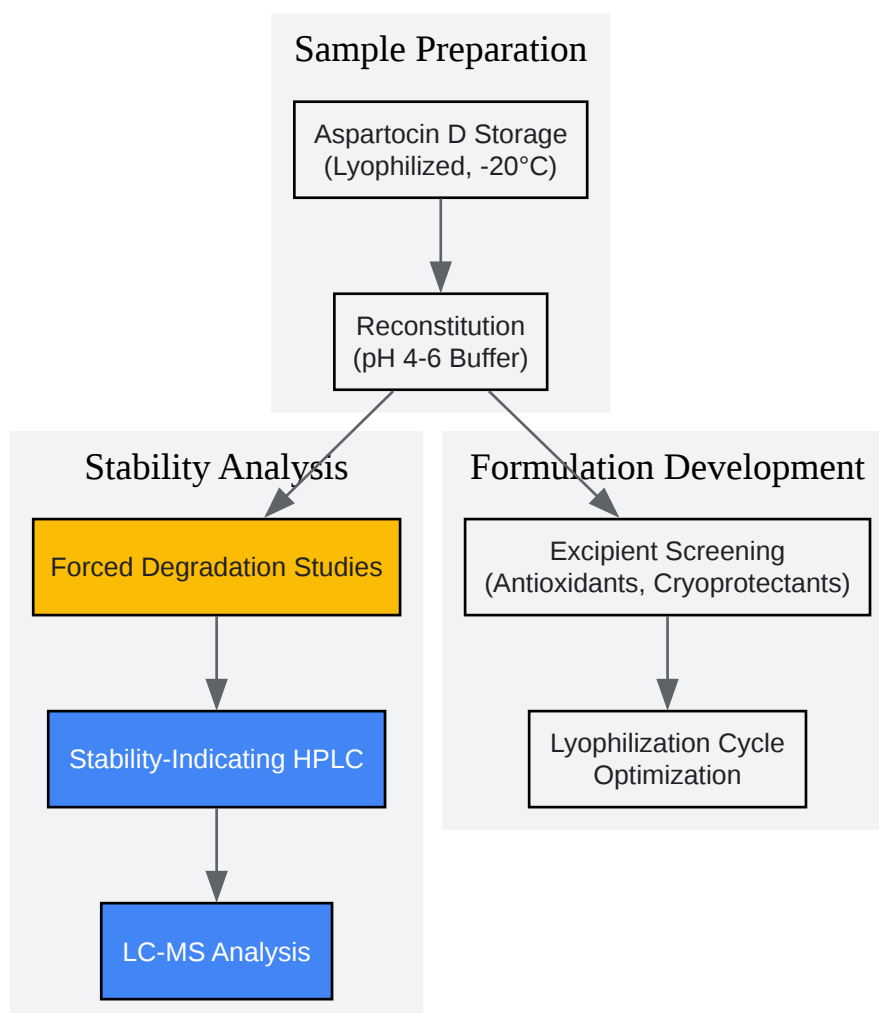 Sample Preparation
Aspartocin D Storage
(Lyophilized, -20°C)
Reconstitution
(pH 4-6 Buffer)
Stability Analysis
Forced Degradation Studies
Stability-Indicating HPLC
LC-MS Analysis
Formulation Development
Excipient Screening
(Antioxidants, Cryoprotectants)
Lyophilization Cycle
Optimization